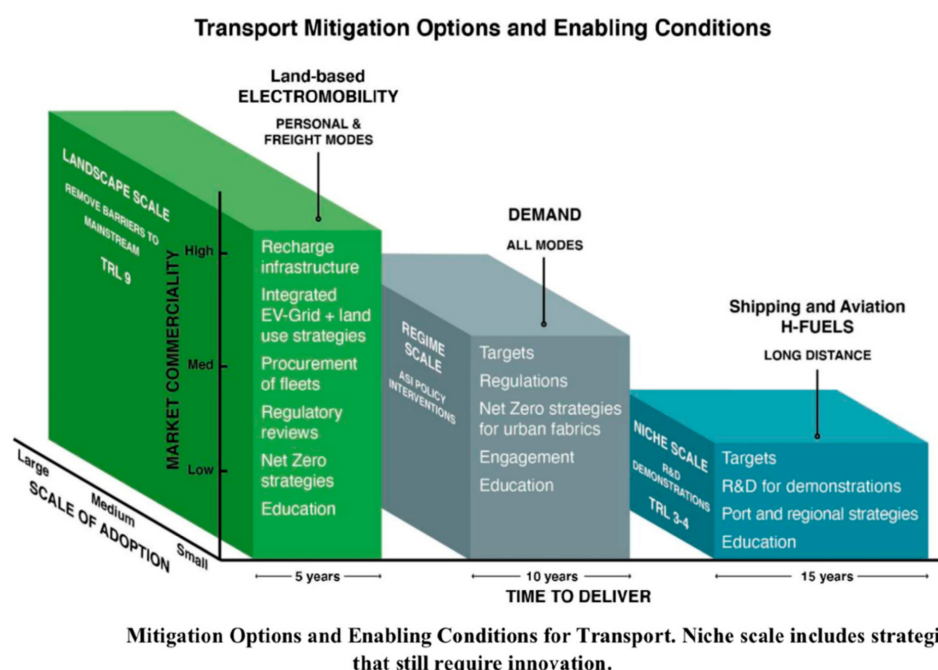 Transport Mitigation Options and Enabling Conditions
Land-based
ELECTROMOBILITY
PERSONAL &
FREIGHT MODES
LANDSCAPE SCALE
REMOVE BARRIERS TO
MAINSTREAM
TRL 9
MARKET COMMERCIALITY
High
Med
Low
Recharge
infrastructure
Integrated
EV-Grid + land
use strategies
Procurement
of fleets
Regulatory
reviews
Net Zero
strategies
Education
DEMAND
ALL MODES
REGIME
SCALE
ASI POLICY
INTERVENTIONS
Targets
Regulations
Net Zero strategies
for urban fabrics
Engagement
Education
Shipping and Aviation
H-FUELS
LONG DISTANCE
NICHE SCALE
R&D
DEMONSTRATIONS
TRL 3-4
Targets
R&D for demonstrations
Port and regional strategies
Education
Large
Medium
Small
SCALE OF ADOPTION
5 years
10 years
15 years
TIME TO DELIVER
Mitigation Options and Enabling Conditions for Transport. Niche scale includes strategi
that still require innovation.